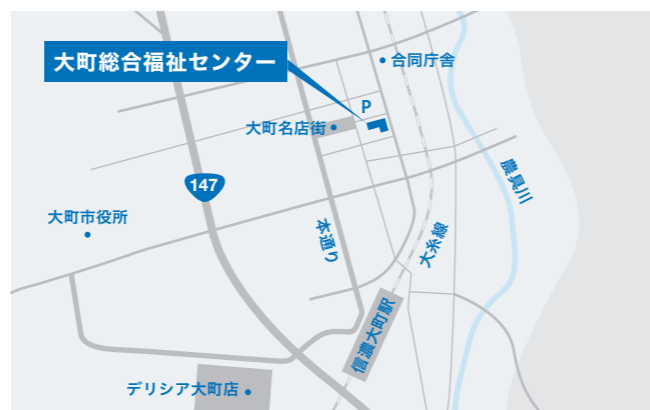 大町総合福祉センター
合同庁舎
P
大町名店街
147
農具川
大町市役所
本通り
大糸線
信濃大町駅
デリシア大町店